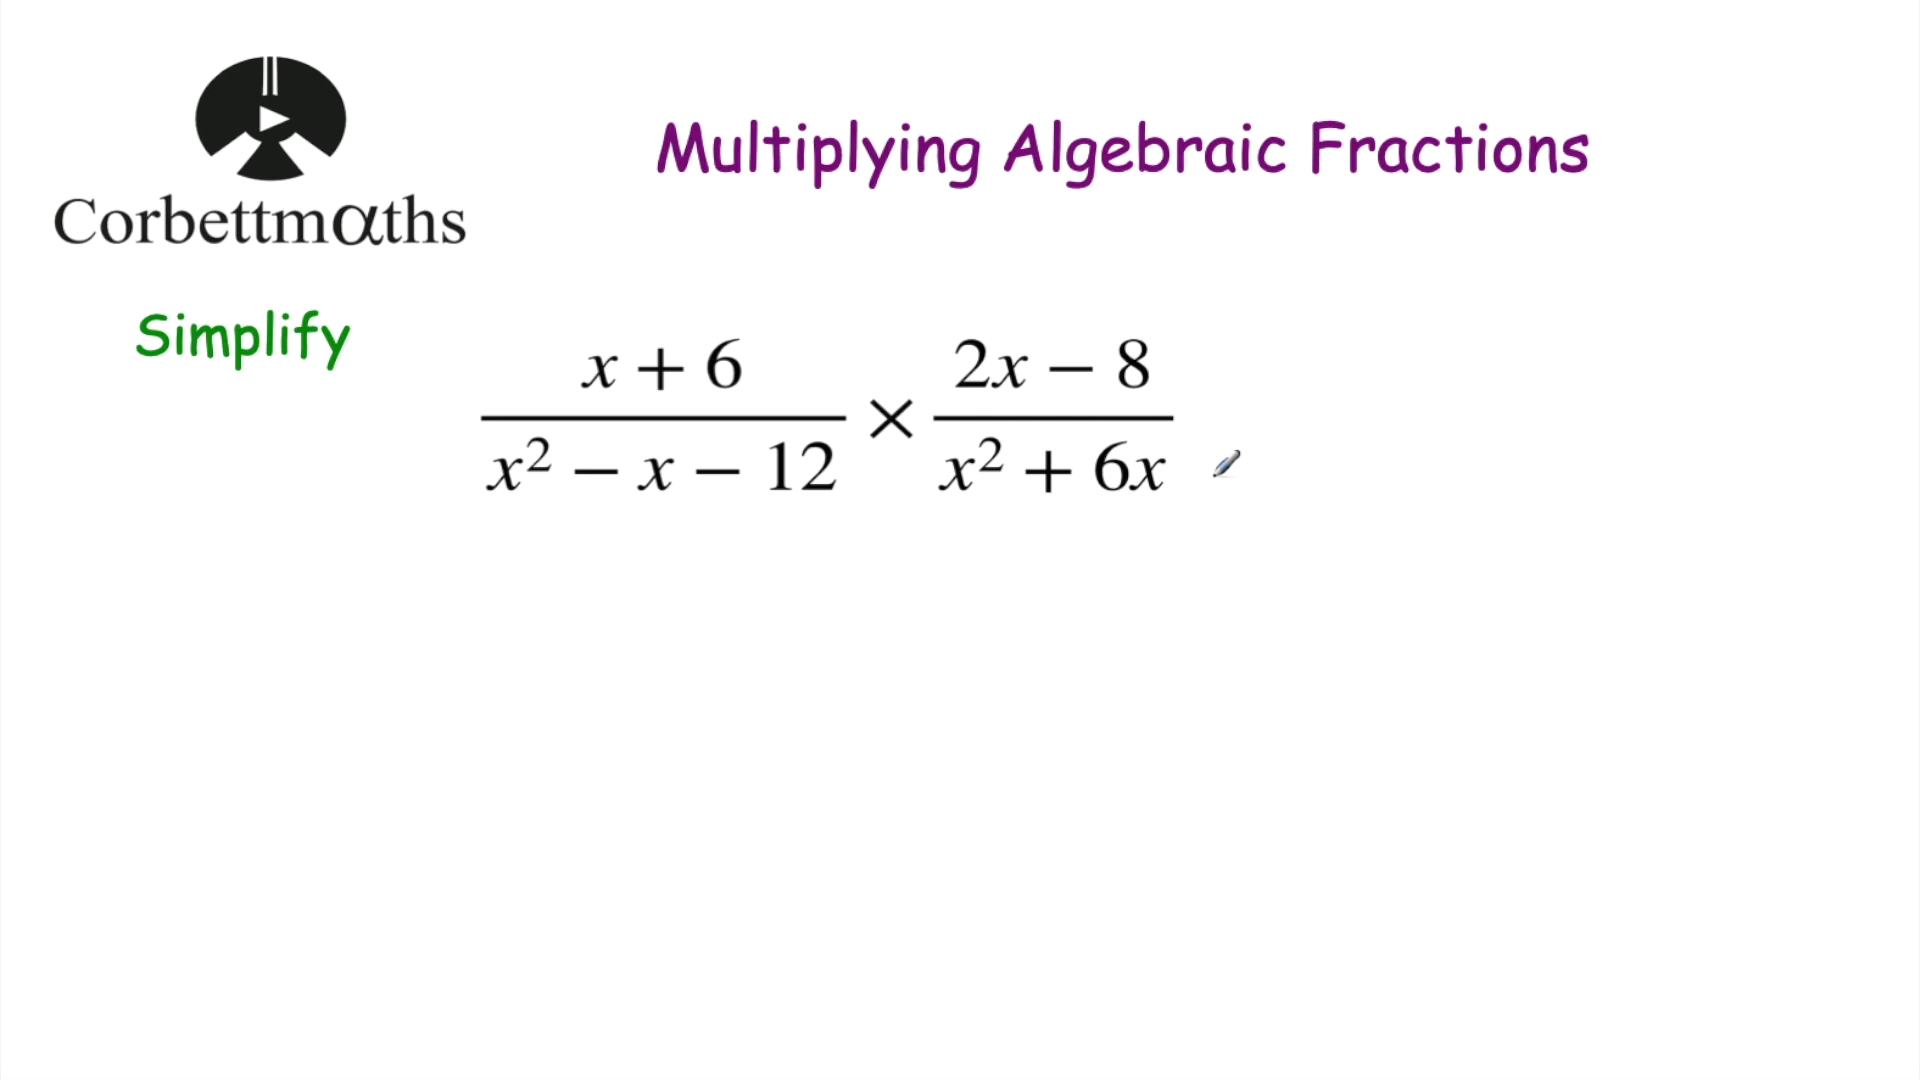 Corbettmαths
Multiplying Algebraic Fractions
Simplify
x + 6
x² − x − 12
×
2x − 8
x² + 6x